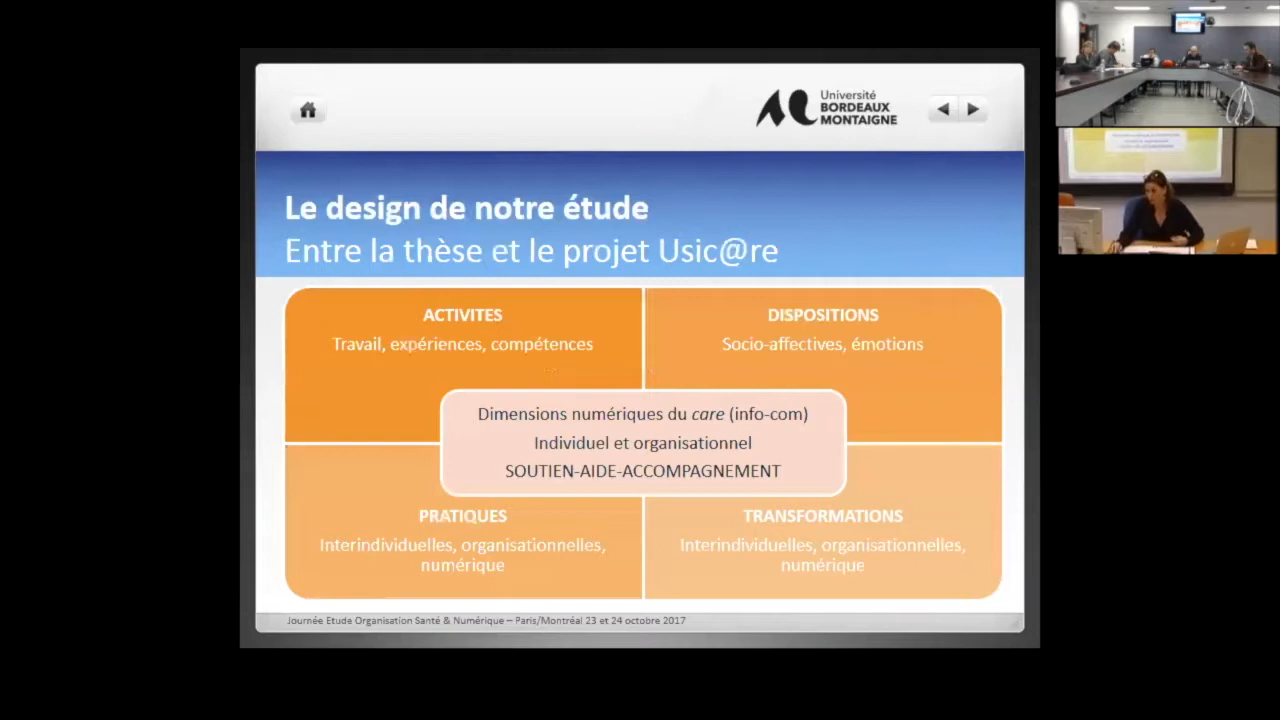 Université
BORDEAUX
MONTAIGNE
Le design de notre étude
Entre la thèse et le projet Usic@re
ACTIVITES
Travail, expériences, compétences
DISPOSITIONS
Socio-affectives, émotions
Dimensions numériques du care (info-com)
Individuel et organisationnel
SOUTIEN-AIDE-ACCOMPAGNEMENT
PRATIQUES
Interindividuelles, organisationnelles,
numérique
TRANSFORMATIONS
Interindividuelles, organisationnelles,
numérique
Journée Etude Organisation Santé & Numérique – Paris/Montréal 23 et 24 octobre 2017